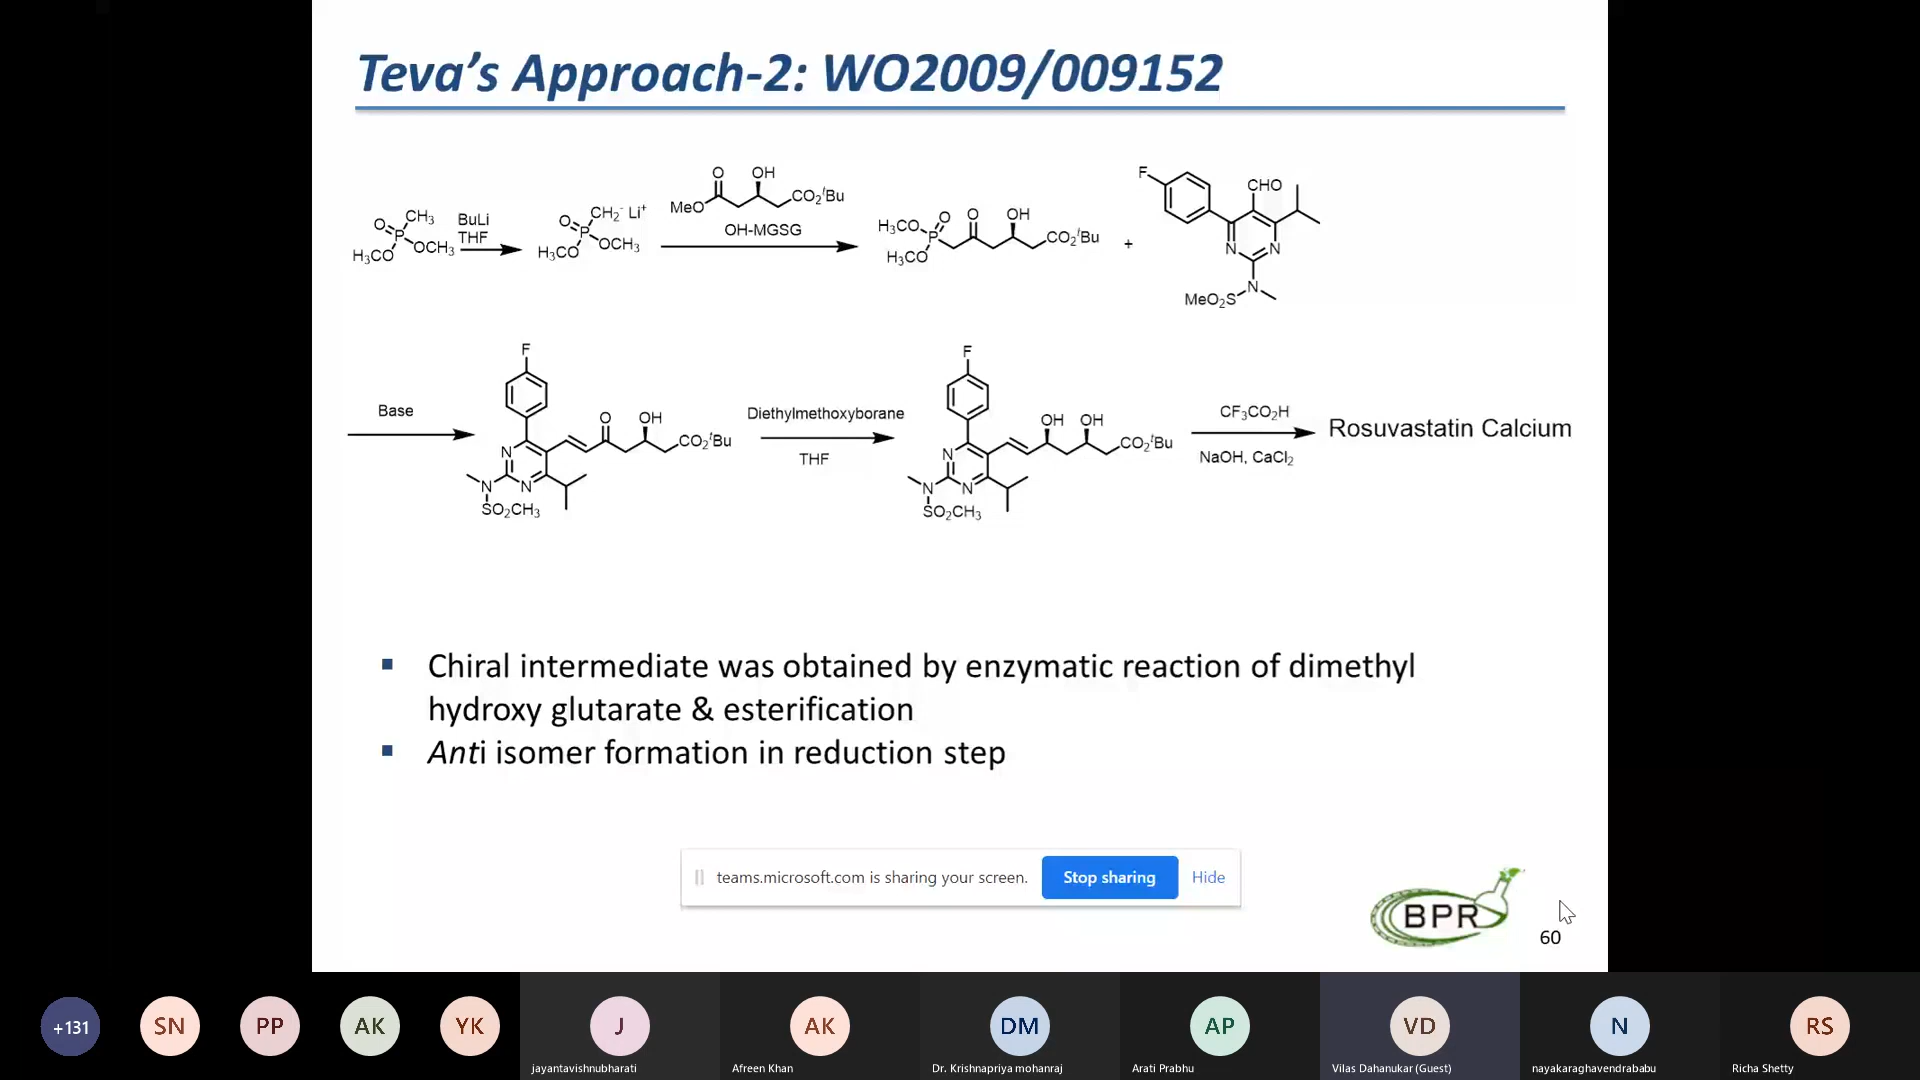 Teva's Approach-2: WO2009/009152
O OH
MeO CO₂ᵗBu
OH-MGSG
O CH₃
P
H₃CO OCH₃
BuLi
THF
O CH₂⁻ Li⁺
P
H₃CO OCH₃
H₃CO O O OH
P CO₂ᵗBu
H₃CO
+
F
CHO
N N
N
MeO₂S
Base
F
O OH
CO₂ᵗBu
N
N N
SO₂CH₃
Diethylmethoxyborane
THF
F
OH OH
CO₂ᵗBu
N
N N
SO₂CH₃
CF₃CO₂H
NaOH, CaCl₂
Rosuvastatin Calcium
▪ Chiral intermediate was obtained by enzymatic reaction of dimethyl
hydroxy glutarate & esterification
▪ Anti isomer formation in reduction step
teams.microsoft.com is sharing your screen. Stop sharing Hide
BPR
60
+131 SN PP AK YK J AK DM AP VD N RS
jayantavishnubharati Afreen Khan Dr. Krishnapriya mohanraj Arati Prabhu Vilas Dahanukar (Guest) nayakaraghavendrababu Richa Shetty